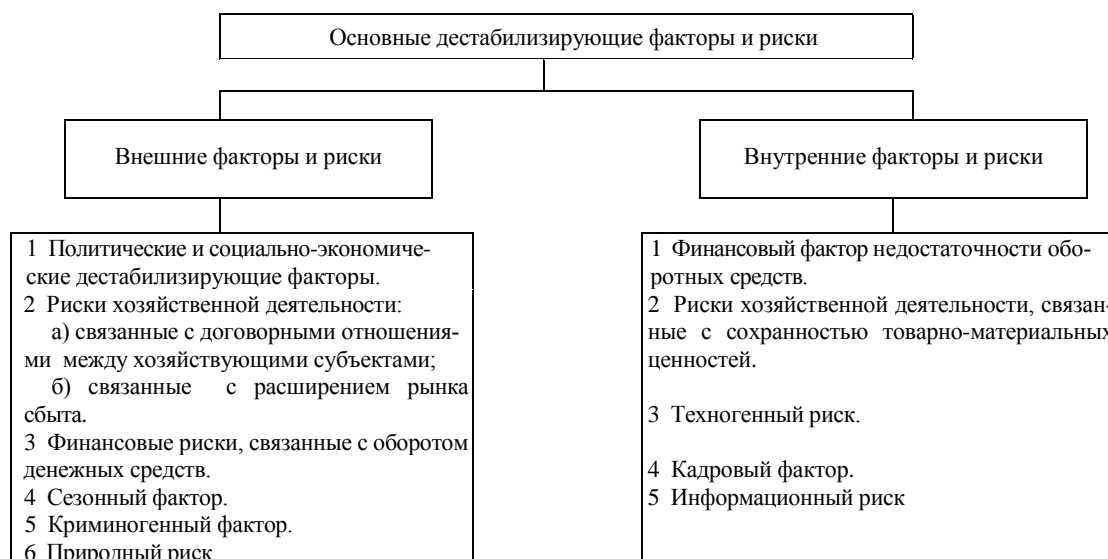 Основные дестабилизирующие факторы и риски
Внешние факторы и риски
Внутренние факторы и риски
1 Политические и социально-экономиче-
ские дестабилизирующие факторы.
2 Риски хозяйственной деятельности:
а) связанные с договорными отношения-
ми между хозяйствующими субъектами;
б) связанные с расширением рынка
сбыта.
3 Финансовые риски, связанные с оборотом
денежных средств.
4 Сезонный фактор.
5 Криминогенный фактор.
6 Природный риск
1 Финансовый фактор недостаточности обо-
ротных средств.
2 Риски хозяйственной деятельности, связан-
ные с сохранностью товарно-материальных
ценностей.
3 Техногенный риск.
4 Кадровый фактор.
5 Информационный риск